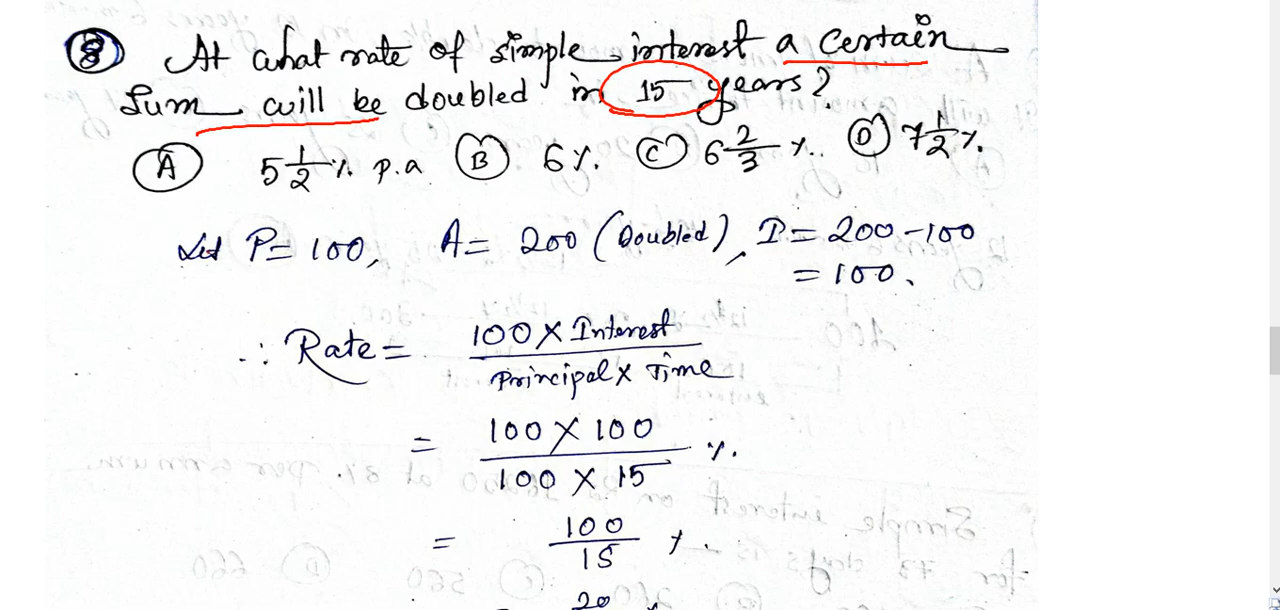 8 At what rate of simple interest a certain
sum will be doubled in 15 years?
A 5 1/2 % p.a B 6%. C 6 2/3 %.. D 7 1/2 %.
Let P = 100, A = 200 (Doubled), I = 200 - 100
= 100.
∴ Rate = 100 X Interest / Principal X Time
= 100 X 100 / 100 X 15 %.
= 100 / 15 %.
20